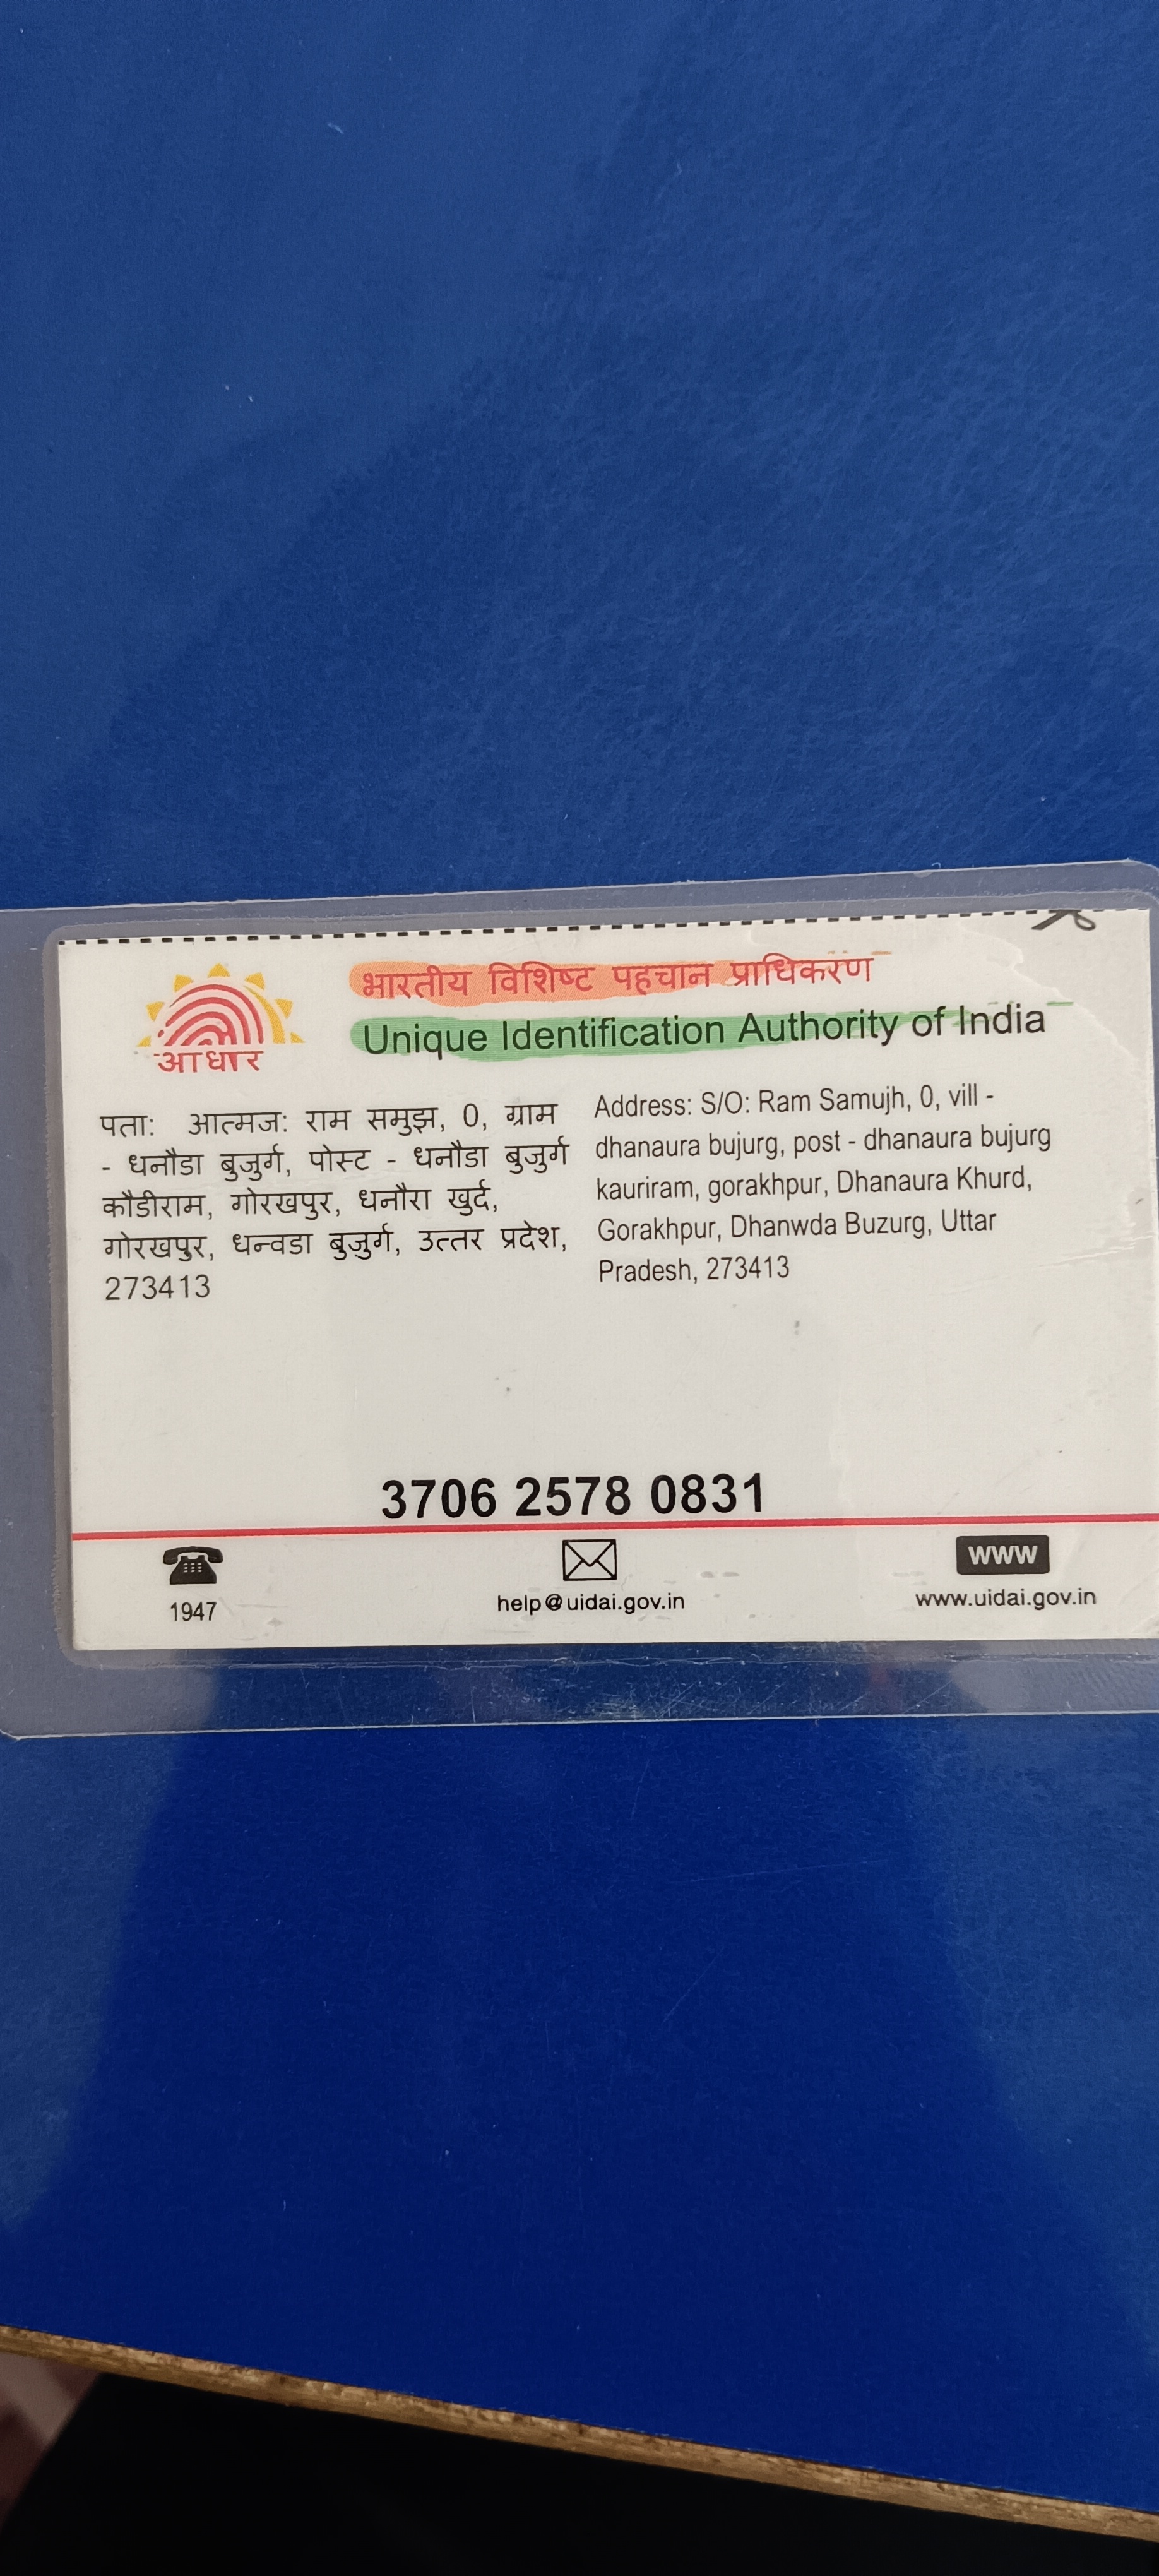 भारतीय विशिष्ट पहचान प्राधिकरण
Unique Identification Authority of India
आधार
पता: आत्मज: राम समुझ, 0, ग्राम
- धनौडा बुजुर्ग, पोस्ट - धनौडा बुजुर्ग
कौडीराम, गोरखपुर, धनौरा खुर्द,
गोरखपुर, धन्वडा बुजुर्ग, उत्तर प्रदेश,
273413
Address: S/O: Ram Samujh, 0, vill -
dhanaura bujurg, post - dhanaura bujurg
kauriram, gorakhpur, Dhanaura Khurd,
Gorakhpur, Dhanwda Buzurg, Uttar
Pradesh, 273413
3706 2578 0831
1947
help@uidai.gov.in
www
www.uidai.gov.in